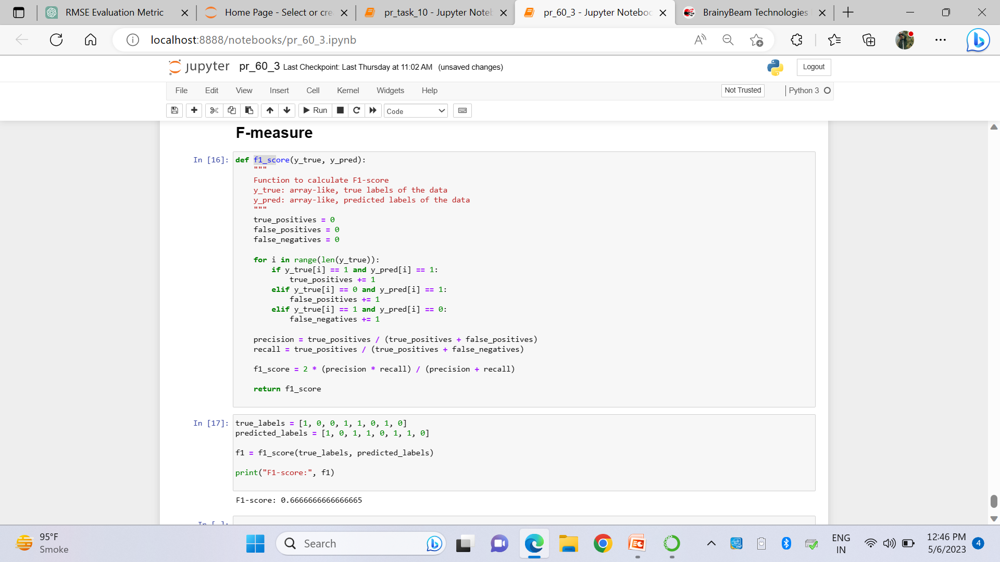 RMSE Evaluation Metric
Home Page - Select or cre
pr_task_10 - Jupyter Note
pr_60_3 - Jupyter Noteboo
BrainyBeam Technologies
localhost:8888/notebooks/pr_60_3.ipynb
jupyter pr_60_3 Last Checkpoint: Last Thursday at 11:02 AM (unsaved changes)
Logout
File Edit View Insert Cell Kernel Widgets Help
Not Trusted
Python 3
Run
Code
F-measure
In [16]:
def f1_score(y_true, y_pred):
    """
    Function to calculate F1-score
    y_true: array-like, true labels of the data
    y_pred: array-like, predicted labels of the data
    """
    true_positives = 0
    false_positives = 0
    false_negatives = 0

    for i in range(len(y_true)):
        if y_true[i] == 1 and y_pred[i] == 1:
            true_positives += 1
        elif y_true[i] == 0 and y_pred[i] == 1:
            false_positives += 1
        elif y_true[i] == 1 and y_pred[i] == 0:
            false_negatives += 1

    precision = true_positives / (true_positives + false_positives)
    recall = true_positives / (true_positives + false_negatives)

    f1_score = 2 * (precision * recall) / (precision + recall)

    return f1_score
In [17]:
true_labels = [1, 0, 0, 1, 1, 0, 1, 0]
predicted_labels = [1, 0, 1, 1, 0, 1, 1, 0]

f1 = f1_score(true_labels, predicted_labels)

print("F1-score:", f1)
F1-score: 0.6666666666666665
In [ ]:
95°F
Smoke
Search
ENG
IN
12:46 PM
5/6/2023
4